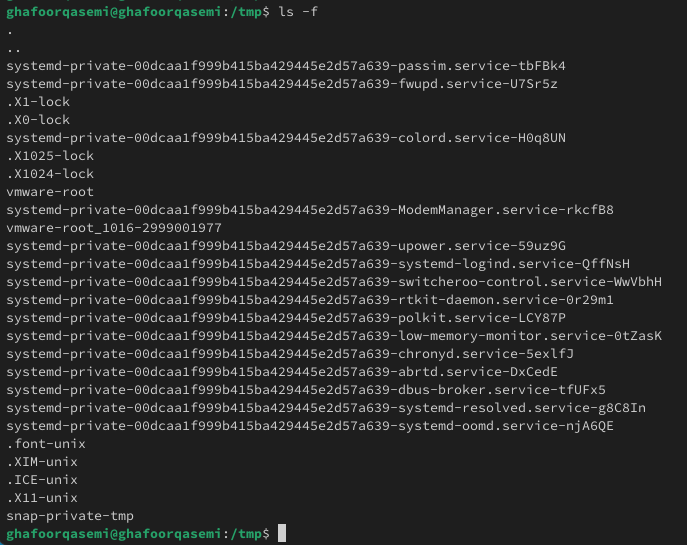 ghafoorqasemi@ghafoorqasemi:/tmp$ ls -f
.
..
systemd-private-00dcaa1f999b415ba429445e2d57a639-passim.service-tbFBk4
systemd-private-00dcaa1f999b415ba429445e2d57a639-fwupd.service-U7Sr5z
.X1-lock
.X0-lock
systemd-private-00dcaa1f999b415ba429445e2d57a639-colord.service-H0q8UN
.X1025-lock
.X1024-lock
vmware-root
systemd-private-00dcaa1f999b415ba429445e2d57a639-ModemManager.service-rkcfB8
vmware-root_1016-2999001977
systemd-private-00dcaa1f999b415ba429445e2d57a639-upower.service-59uz9G
systemd-private-00dcaa1f999b415ba429445e2d57a639-systemd-logind.service-QffNsH
systemd-private-00dcaa1f999b415ba429445e2d57a639-switcheroo-control.service-WwVbhH
systemd-private-00dcaa1f999b415ba429445e2d57a639-rtkit-daemon.service-0r29m1
systemd-private-00dcaa1f999b415ba429445e2d57a639-polkit.service-LCY87P
systemd-private-00dcaa1f999b415ba429445e2d57a639-low-memory-monitor.service-0tZasK
systemd-private-00dcaa1f999b415ba429445e2d57a639-chronyd.service-5exlfJ
systemd-private-00dcaa1f999b415ba429445e2d57a639-abrtd.service-DxCedE
systemd-private-00dcaa1f999b415ba429445e2d57a639-dbus-broker.service-tfUFx5
systemd-private-00dcaa1f999b415ba429445e2d57a639-systemd-resolved.service-g8C8In
systemd-private-00dcaa1f999b415ba429445e2d57a639-systemd-oomd.service-njA6QE
.font-unix
.XIM-unix
.ICE-unix
.X11-unix
snap-private-tmp
ghafoorqasemi@ghafoorqasemi:/tmp$